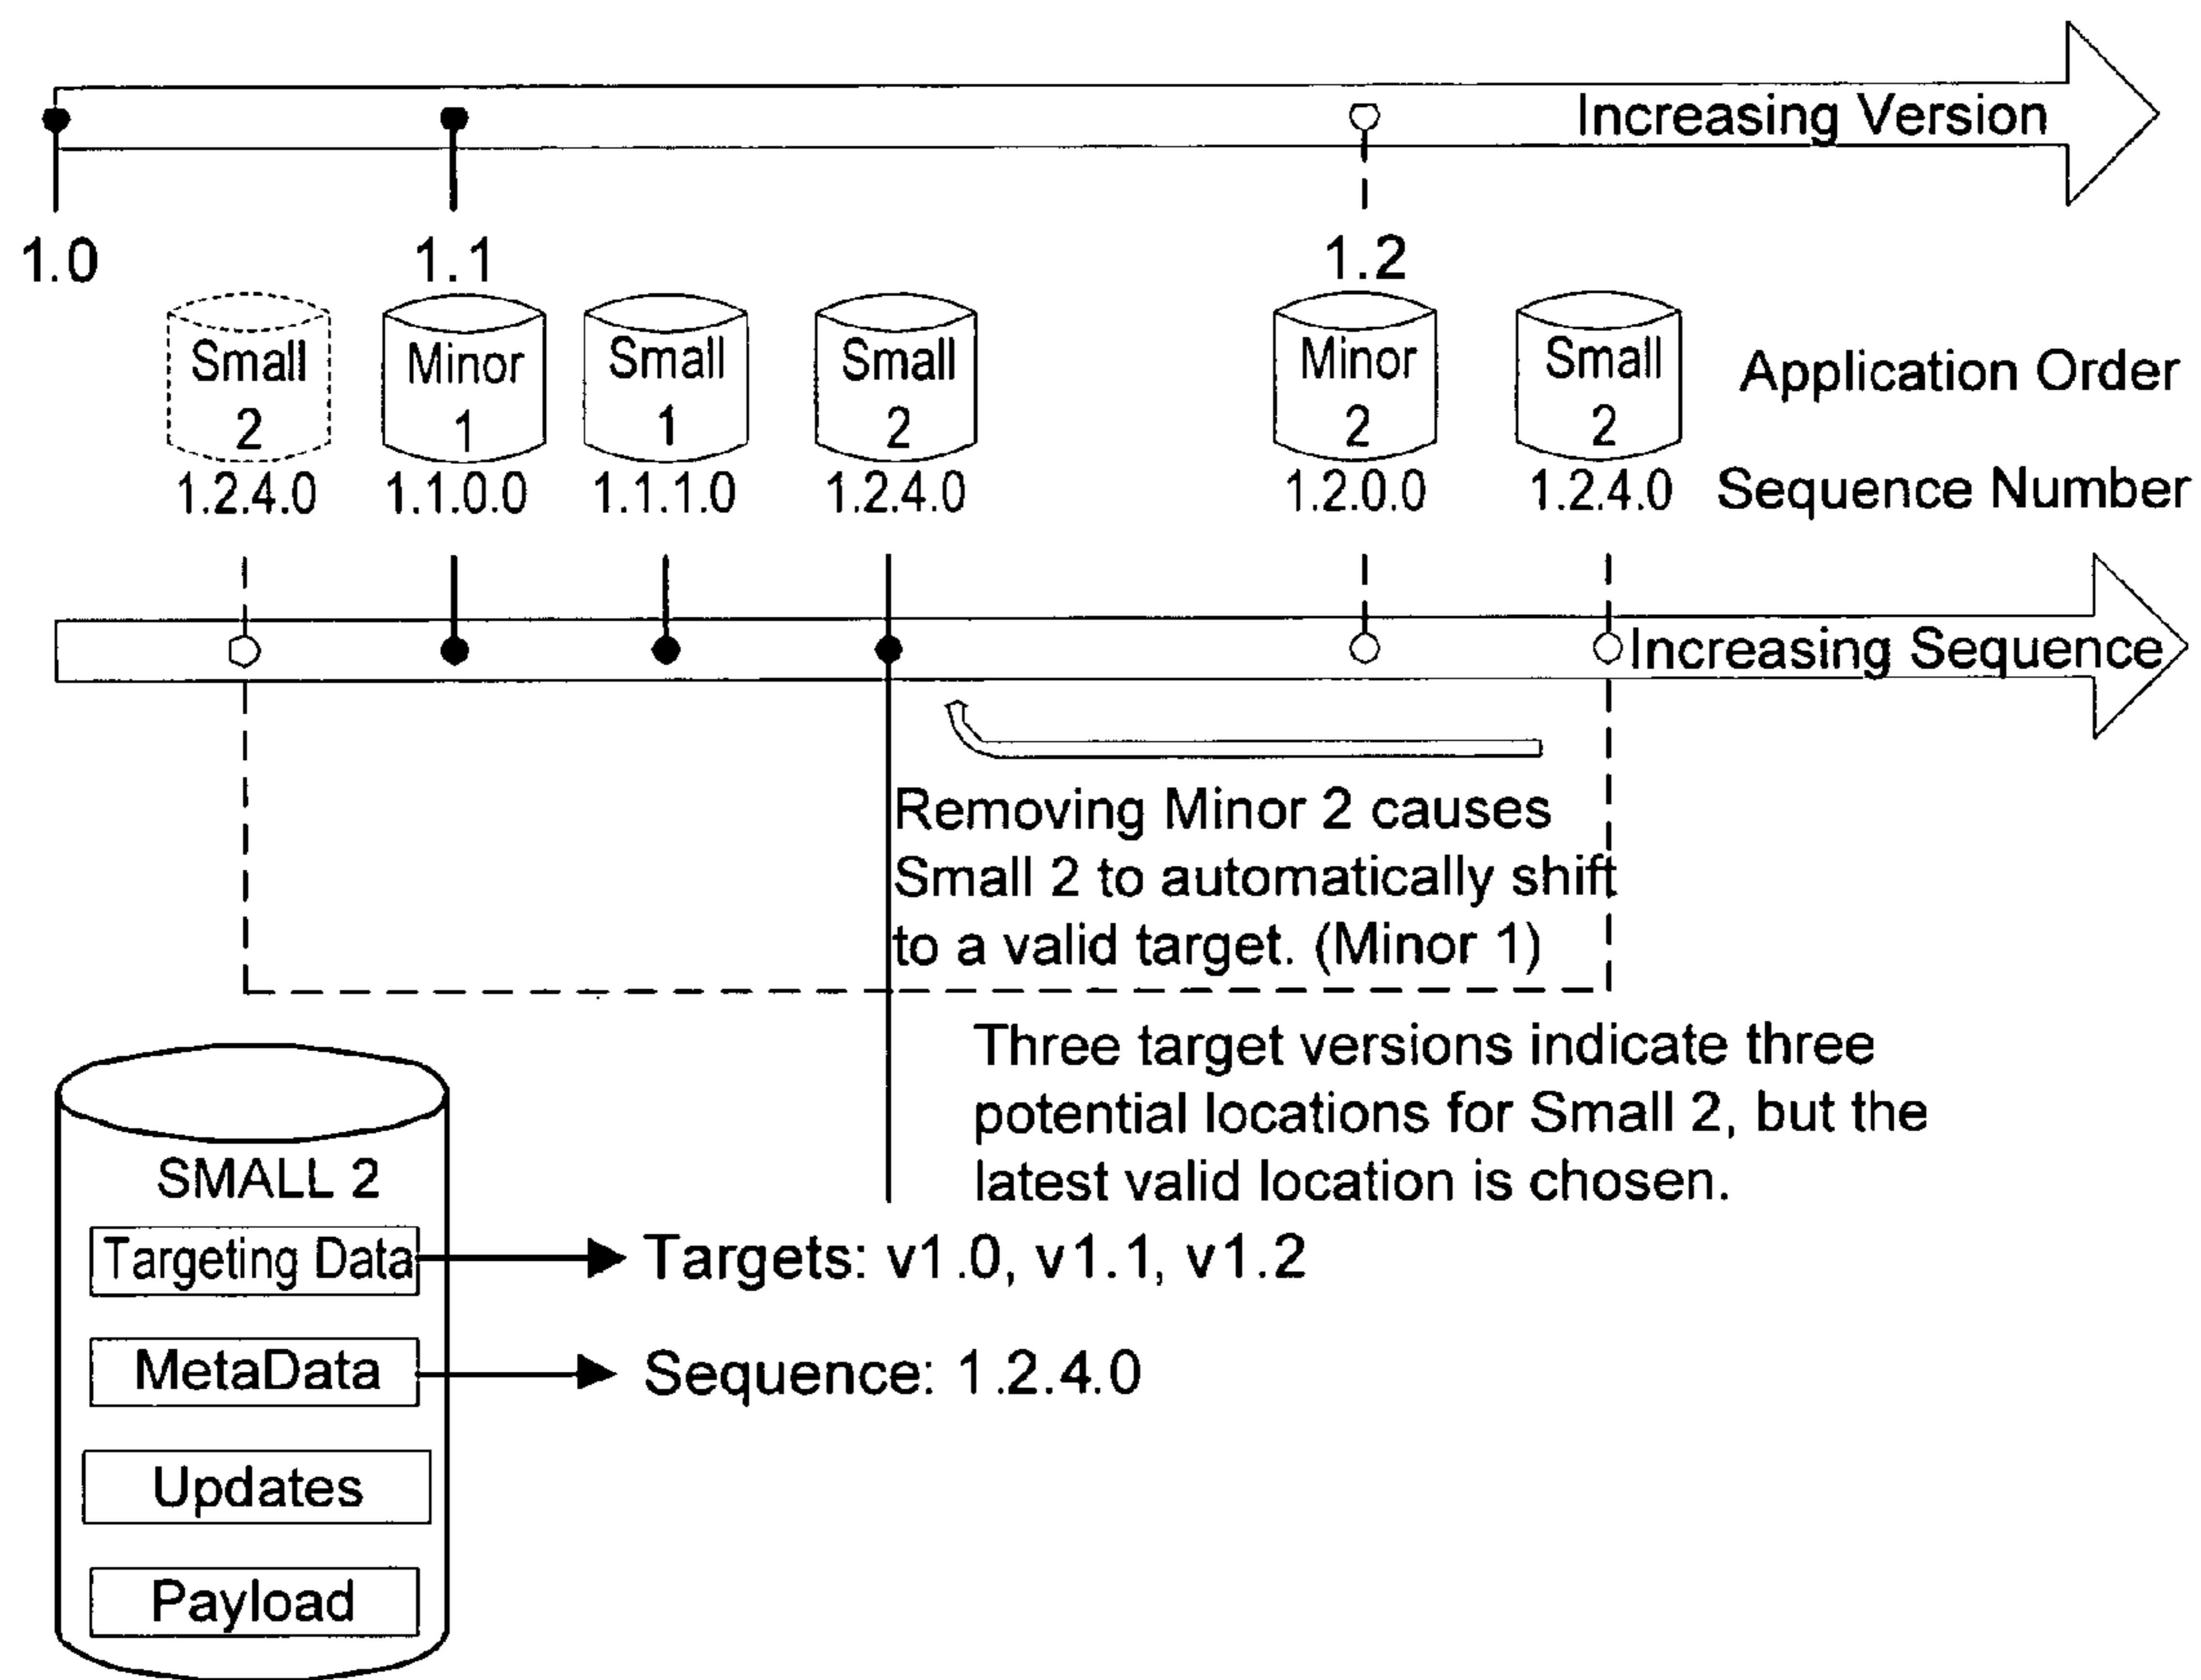 Increasing Version
1.0
1.1
1.2
Small
2
Minor
1
Small
1
Small
2
Minor
2
Small
2
Application Order
1.2.4.0
1.1.0.0
1.1.1.0
1.2.4.0
1.2.0.0
1.2.4.0
Sequence Number
Increasing Sequence
Removing Minor 2 causes
Small 2 to automatically shift
to a valid target. (Minor 1)
Three target versions indicate three
potential locations for Small 2, but the
latest valid location is chosen.
SMALL 2
Targeting Data
Targets: v1.0, v1.1, v1.2
MetaData
Sequence: 1.2.4.0
Updates
Payload